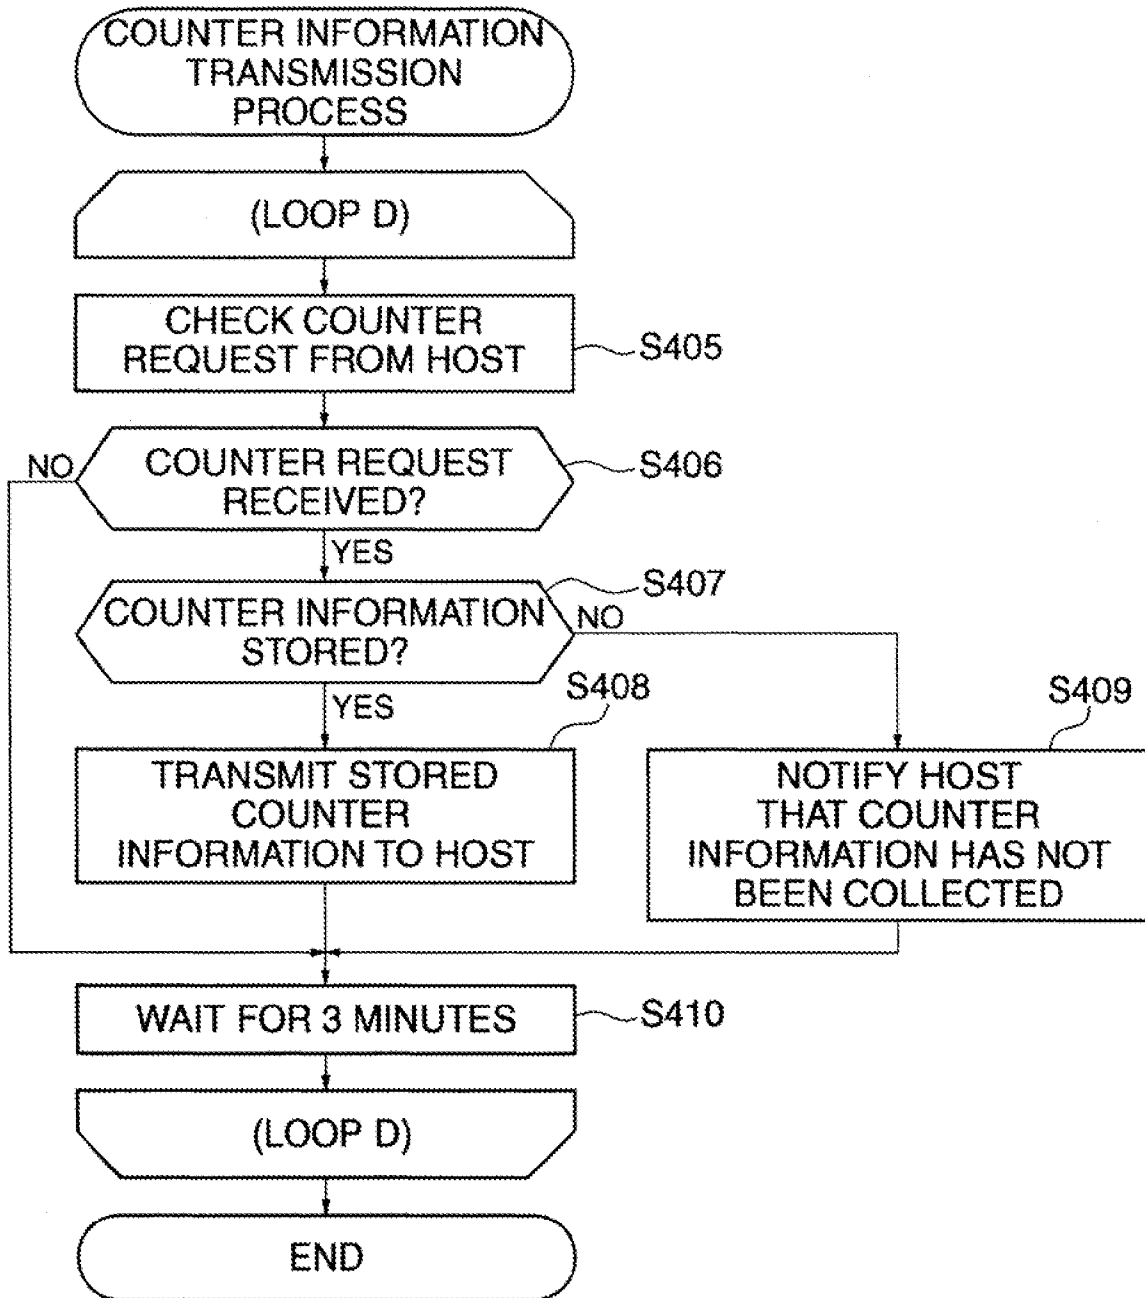 COUNTER INFORMATION
TRANSMISSION
PROCESS
(LOOP D)
CHECK COUNTER
REQUEST FROM HOST
S405
NO
COUNTER REQUEST
RECEIVED?
S406
YES
S407
COUNTER INFORMATION
STORED?
NO
YES
S408
S409
TRANSMIT STORED
COUNTER
INFORMATION TO HOST
NOTIFY HOST
THAT COUNTER
INFORMATION HAS NOT
BEEN COLLECTED
WAIT FOR 3 MINUTES
S410
(LOOP D)
END